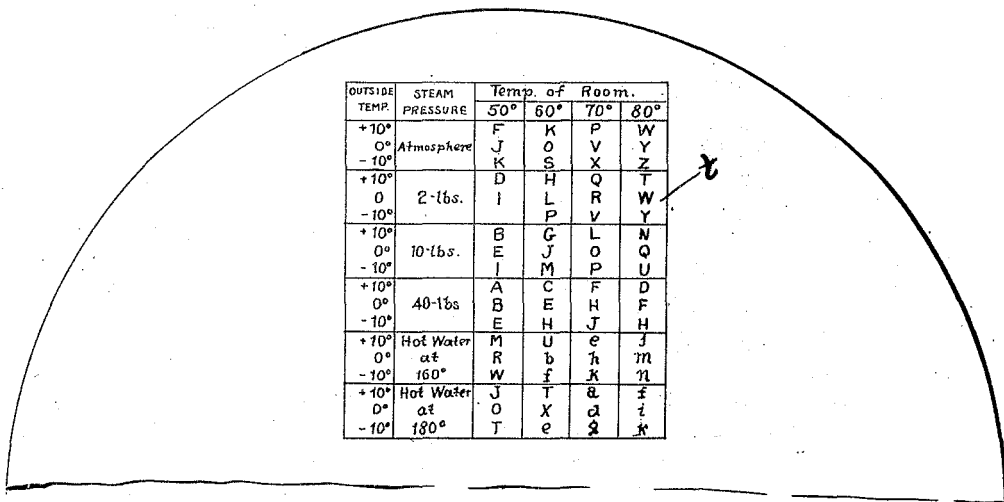 OUTSIDE TEMP. STEAM PRESSURE Temp. of Room.
50° 60° 70° 80°
+10° F K P W
0° Atmosphere J O V Y
-10° K S X Z
+10° D H Q T
0 2-lbs. I L R W
-10° P V Y
+10° B G L N
0° 10-lbs. E J O Q
-10° I M P U
+10° A C F D
0° 40-lbs B E H F
-10° E H J H
+10° Hot Water M U e
0° at R b h m
-10° 160° W f k n
+10° Hot Water J T a f
0° at O X d i
-10° 180° T e g k